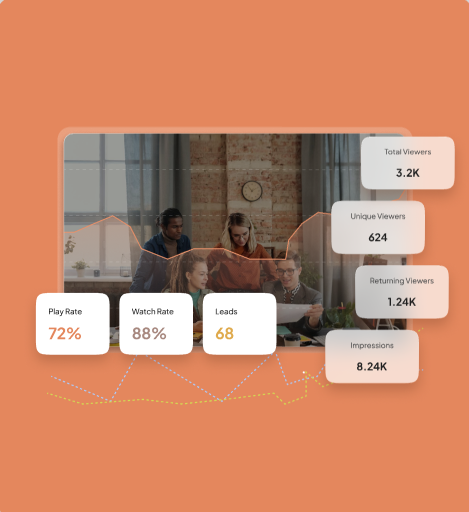 Total Viewers
3.2K
Unique Viewers
624
Returning Viewers
1.24K
Play Rate
72%
Watch Rate
88%
Leads
68
Impressions
8.24K